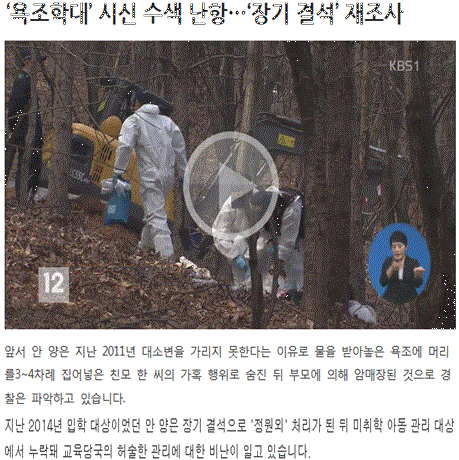 ‘욕조학대’ 시신 수색 난항…‘장기 결석’ 재조사
KBS1
12
앞서 안 양은 지난 2011년 대소변을 가리지 못한다는 이유로 물을 받아놓은 욕조에 머리
를3~4차례 집어넣은 친모 한 씨의 가혹 행위로 숨진 뒤 부모에 의해 암매장된 것으로 경
찰은 파악하고 있습니다.
지난 2014년 입학 대상이었던 안 양은 장기 결석으로 '정원외' 처리가 된 뒤 미취학 아동 관리 대상
에서 누락돼 교육당국의 허술한 관리에 대한 비난이 일고 있습니다.